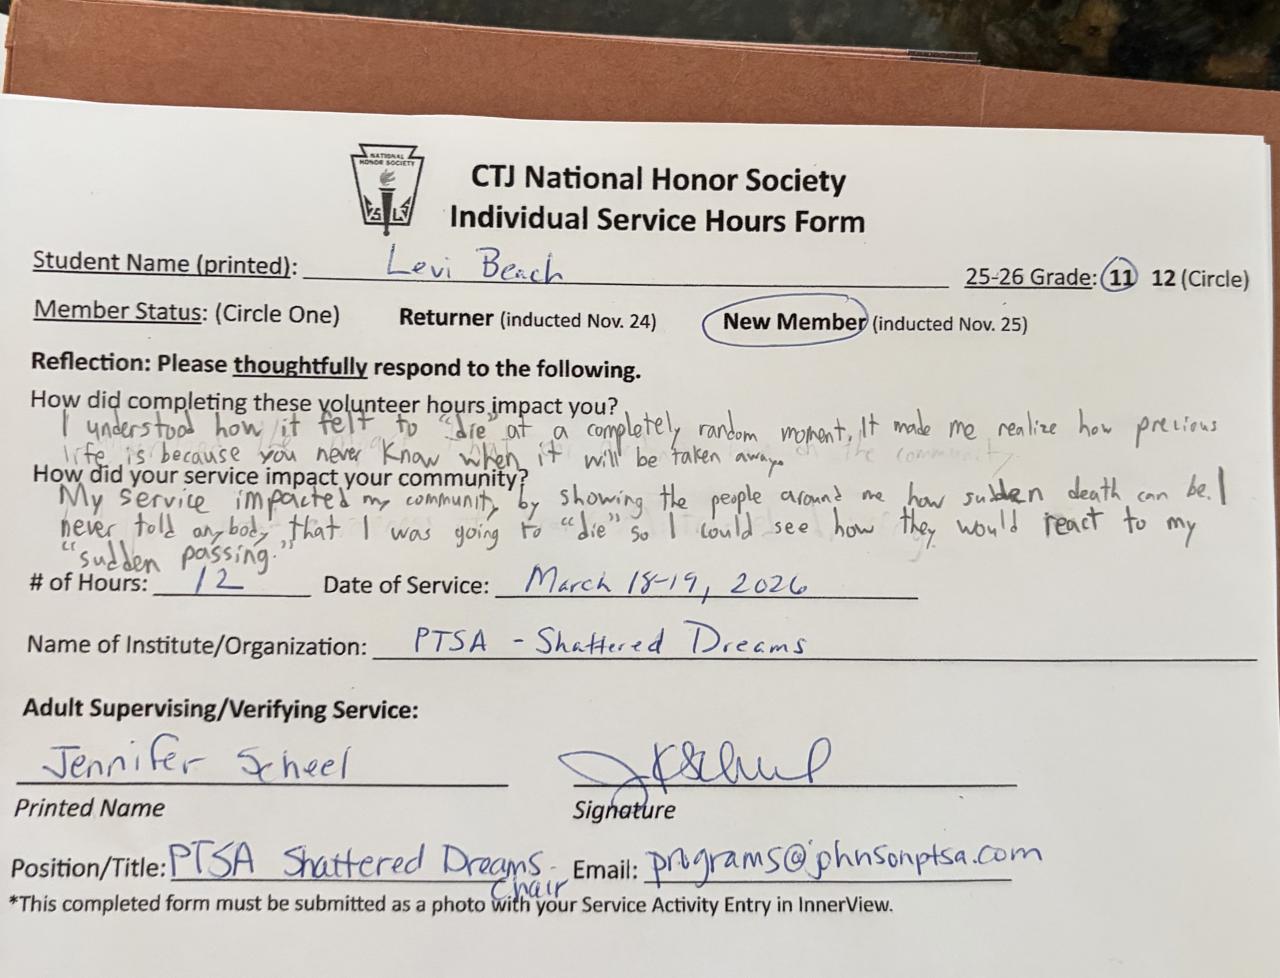 NATIONAL
HONOR SOCIETY
CTJ National Honor Society
Individual Service Hours Form
Student Name (printed): Levi Beach 25-26 Grade: 11 12 (Circle)
Member Status: (Circle One) Returner (inducted Nov. 24) New Member (inducted Nov. 25)
Reflection: Please thoughtfully respond to the following.
How did completing these volunteer hours impact you?
I understood how it felt to "die" at a completely random moment. It made me realize how precious
life is because you never know when it will be taken away.
How did your service impact your community?
My service impacted my community by showing the people around me how sudden death can be. I
never told anybody that I was going to "die" so I could see how they would react to my
"sudden passing."
# of Hours: 12 Date of Service: March 18-19, 2026
Name of Institute/Organization: PTSA - Shattered Dreams
Adult Supervising/Verifying Service:
Jennifer Scheel
Printed Name Signature
Position/Title: PTSA Shattered Dreams - Email: programs@johnsonptsa.com
Chair
*This completed form must be submitted as a photo with your Service Activity Entry in InnerView.